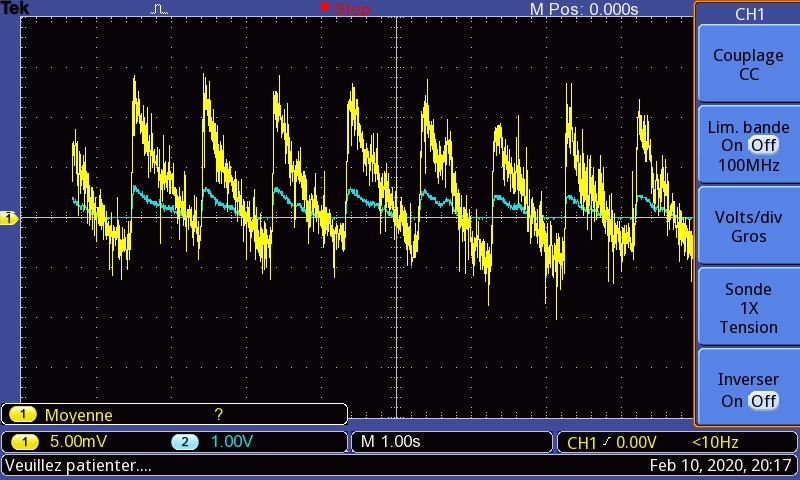 Tek Stop M Pos: 0.000s CH1
Couplage
CC
Lim. bande
On Off
100MHz
Volts/div
Gros
1
Sonde
1X
Tension
Inverser
On Off
1 Moyenne ?
1 5.00mV 2 1.00V M 1.00s CH1 0.00V <10Hz
Veuillez patienter.... Feb 10, 2020, 20:17